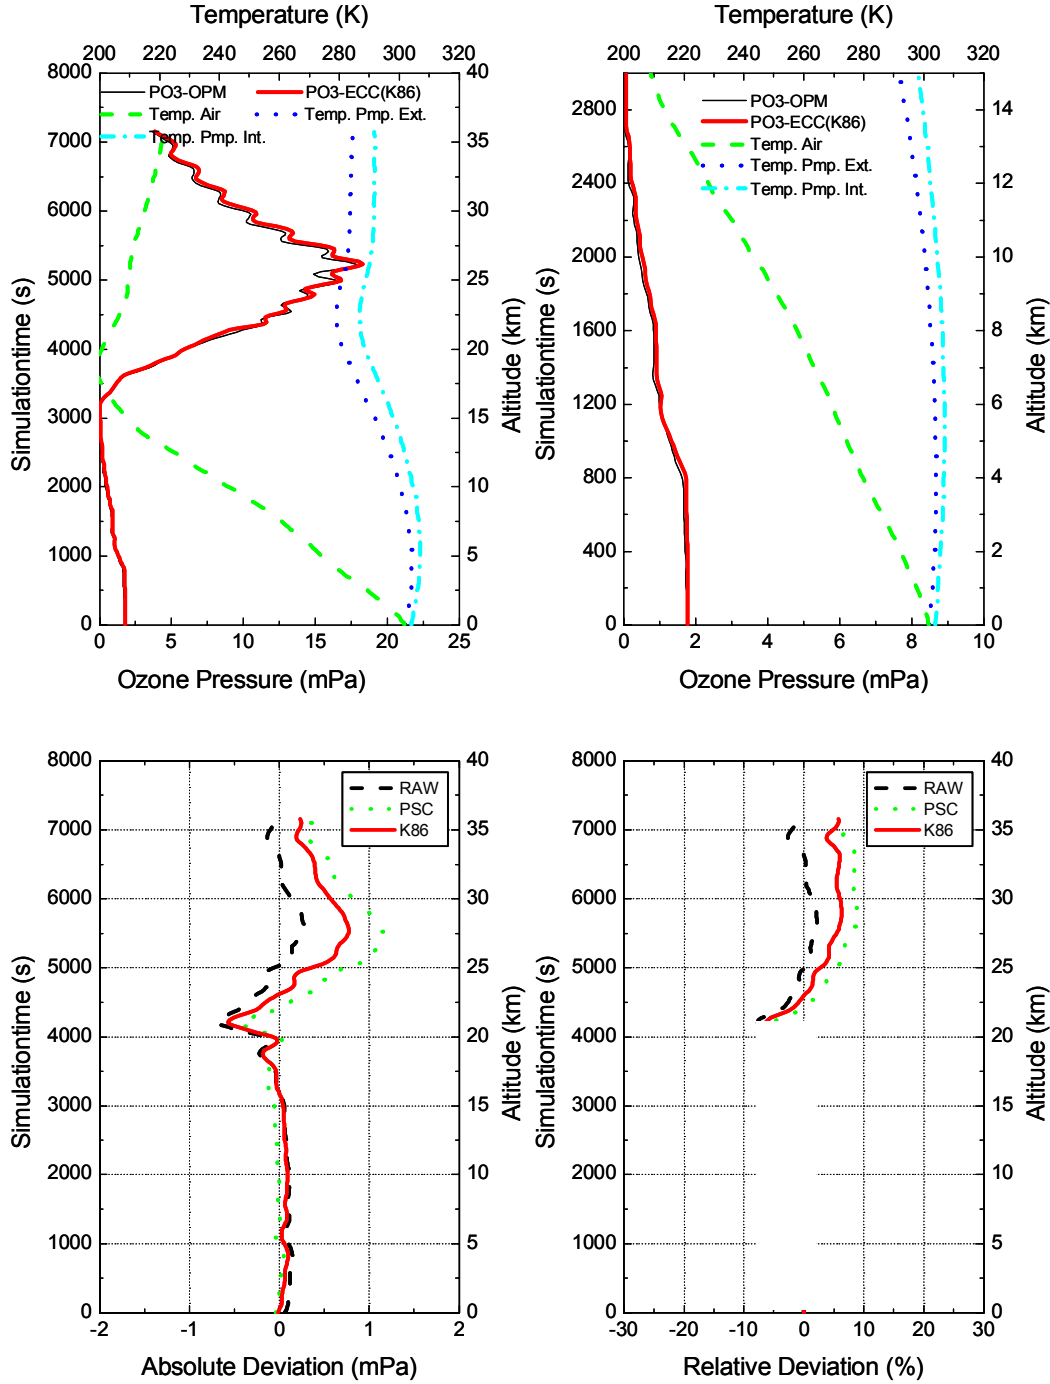 Temperature (K)
200 220 240 260 280 300 320
8000
7000
6000
5000
4000
3000
2000
1000
0
Simulationtime (s)
PO3-OPM PO3-ECC(K86)
Temp. Air Temp. Pmp. Ext.
Temp. Pmp. Int.
40
35
30
25
20
15
10
5
0
Altitude (km)
0 5 10 15 20 25
Ozone Pressure (mPa)
Temperature (K)
200 220 240 260 280 300 320
2800
2400
2000
1600
1200
800
400
0
Simulationtime (s)
PO3-OPM
PO3-ECC(K86)
Temp. Air
Temp. Pmp. Ext.
Temp. Pmp. Int.
14
12
10
8
6
4
2
0
Altitude (km)
0 2 4 6 8 10
Ozone Pressure (mPa)
8000
7000
6000
5000
4000
3000
2000
1000
0
Simulationtime (s)
RAW
PSC
K86
40
35
30
25
20
15
10
5
0
Altitude (km)
-2 -1 0 1 2
Absolute Deviation (mPa)
8000
7000
6000
5000
4000
3000
2000
1000
0
Simulationtime (s)
RAW
PSC
K86
40
35
30
25
20
15
10
5
0
Altitude (km)
-30 -20 -10 0 10 20 30
Relative Deviation (%)